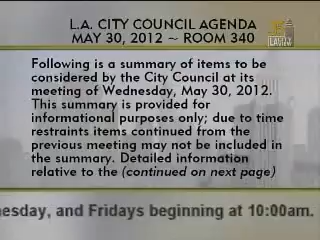 L.A. CITY COUNCIL AGENDA
MAY 30, 2012 ~ ROOM 340
Following is a summary of items to be
considered by the City Council at its
meeting of Wednesday, May 30, 2012.
This summary is provided for
informational purposes only; due to time
restraints items continued from the
previous meeting may not be included in
the summary. Detailed information
relative to the (continued on next page)
esday, and Fridays beginning at 10:00am.